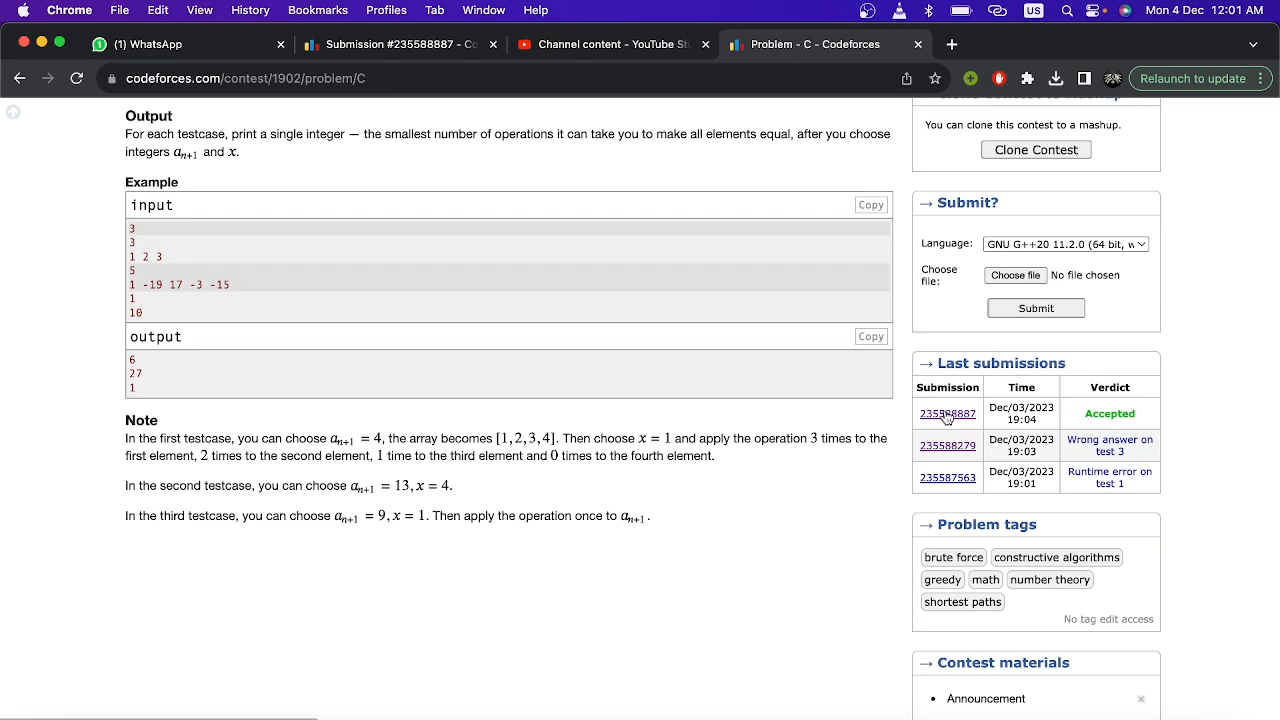 Chrome File Edit View History Bookmarks Profiles Tab Window Help US Mon 4 Dec 12:01 AM
(1) WhatsApp Submission #235588887 - Co Channel content - YouTube Stu Problem - C - Codeforces
codeforces.com/contest/1902/problem/C Relaunch to update
Output
For each testcase, print a single integer — the smallest number of operations it can take you to make all elements equal, after you choose
integers aₙ₊₁ and x.
Example
input Copy
3
3
1 2 3
5
1 -19 17 -3 -15
1
10
output Copy
6
27
1
Note
In the first testcase, you can choose aₙ₊₁ = 4, the array becomes [1, 2, 3, 4]. Then choose x = 1 and apply the operation 3 times to the
first element, 2 times to the second element, 1 time to the third element and 0 times to the fourth element.
In the second testcase, you can choose aₙ₊₁ = 13, x = 4.
In the third testcase, you can choose aₙ₊₁ = 9, x = 1. Then apply the operation once to aₙ₊₁.
You can clone this contest to a mashup.
Clone Contest
→ Submit?
Language: GNU G++20 11.2.0 (64 bit, w
Choose file: Choose file No file chosen
Submit
→ Last submissions
Submission Time Verdict
235588887 Dec/03/2023 19:04 Accepted
235588279 Dec/03/2023 19:03 Wrong answer on test 3
235587563 Dec/03/2023 19:01 Runtime error on test 1
→ Problem tags
brute force constructive algorithms
greedy math number theory
shortest paths
No tag edit access
→ Contest materials
• Announcement